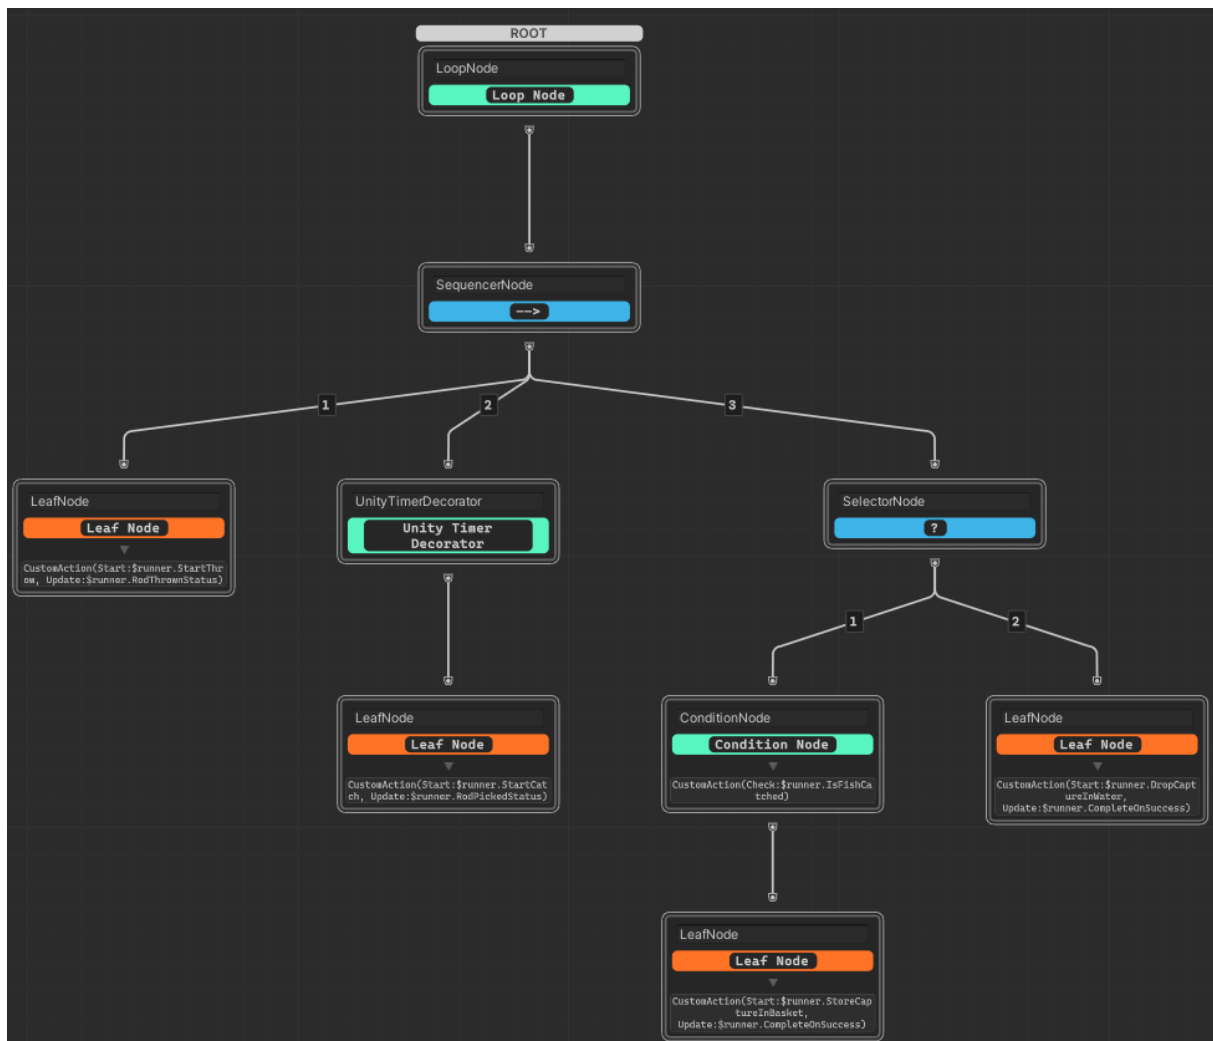 ROOT
LoopNode
Loop Node
SequencerNode
-->
1
2
3
LeafNode
Leaf Node
CustomAction(Start:$runner.StartThr
ow, Update:$runner.RodThrownStatus)
UnityTimerDecorator
Unity Timer
Decorator
SelectorNode
?
1
2
LeafNode
Leaf Node
CustomAction(Start:$runner.StartCat
ch, Update:$runner.RodPickedStatus)
ConditionNode
Condition Node
CustomAction(Check:$runner.IsFishCa
tched)
LeafNode
Leaf Node
CustomAction(Start:$runner.DropCapt
ureInWater,
Update:$runner.CompleteOnSuccess)
LeafNode
Leaf Node
CustomAction(Start:$runner.StoreCap
tureInBasket,
Update:$runner.CompleteOnSuccess)